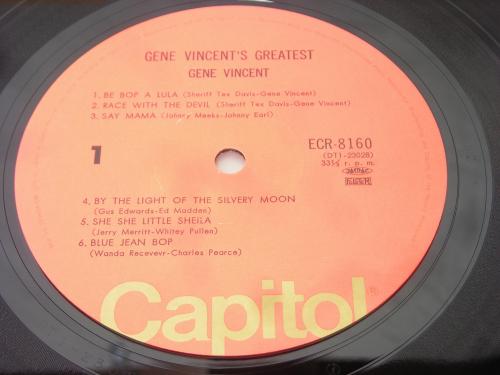 GENE VINCENT'S GREATEST
GENE VINCENT
1. BE BOP A LULA (Sheriff Tex Davis-Gene Vincent)
2. RACE WITH THE DEVIL (Sheriff Tex Davis-Gene Vincent)
3. SAY MAMA (Johnny Meeks-Johnny Earl)
1
ECR-8160
(DT1-23028)
33⅓ r. p. m.
4. BY THE LIGHT OF THE SILVERY MOON
(Gus Edwards-Ed Madden)
5. SHE SHE LITTLE SHEILA
(Jerry Merritt-Whitey Pullen)
6. BLUE JEAN BOP
(Wanda Recevevr-Charles Pearce)
Capitol